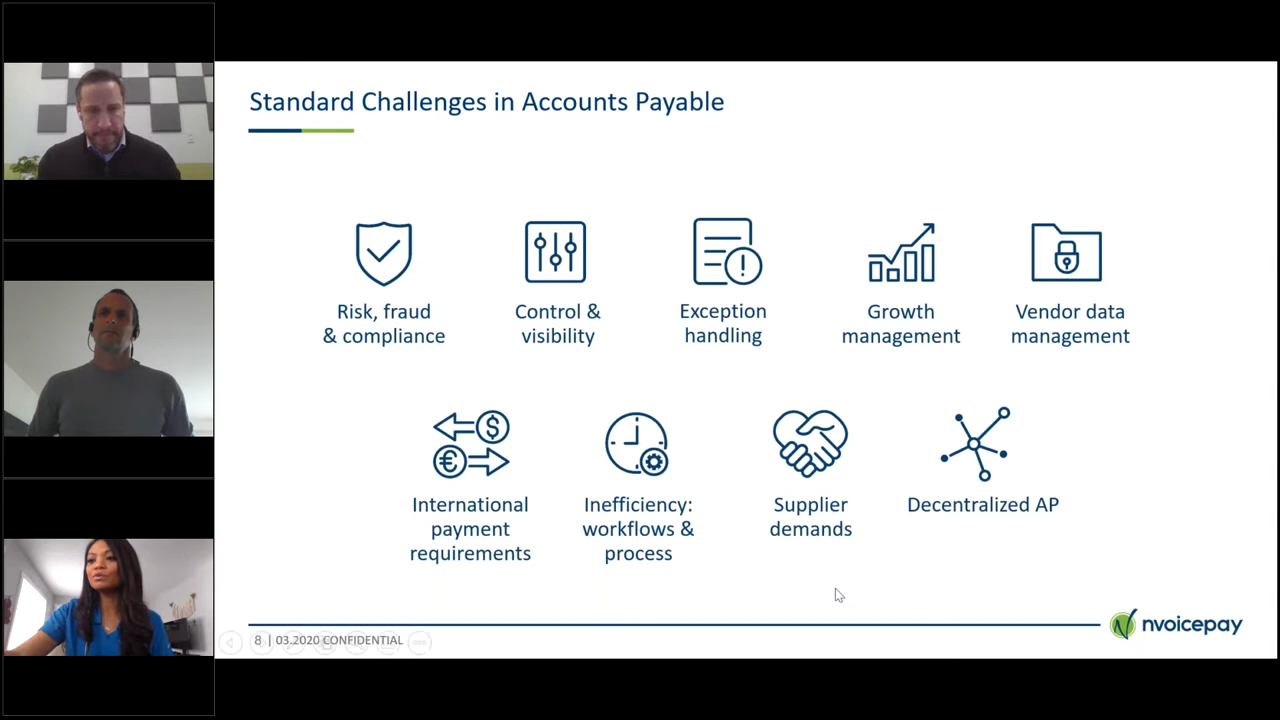 Standard Challenges in Accounts Payable
Risk, fraud
& compliance
Control &
visibility
Exception
handling
Growth
management
Vendor data
management
International
payment
requirements
Inefficiency:
workflows &
process
Supplier
demands
Decentralized AP
8 | 03.2020 CONFIDENTIAL
nvoicepay